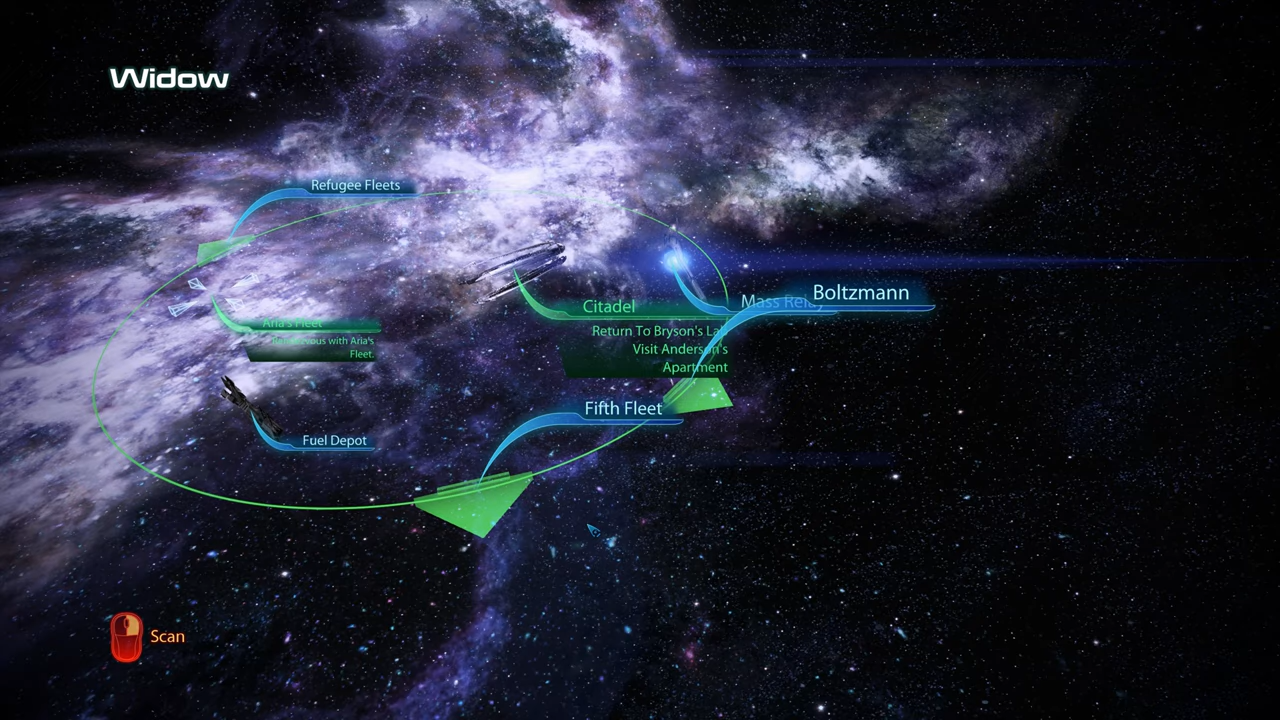 Widow
Refugee Fleets
Boltzmann
Mass Rela
Citadel
Return To Bryson's Lab
Visit Anderson's
Apartment
Aria's Fleet
Rendezvous with Aria's
Fleet.
Fifth Fleet
Fuel Depot
Scan